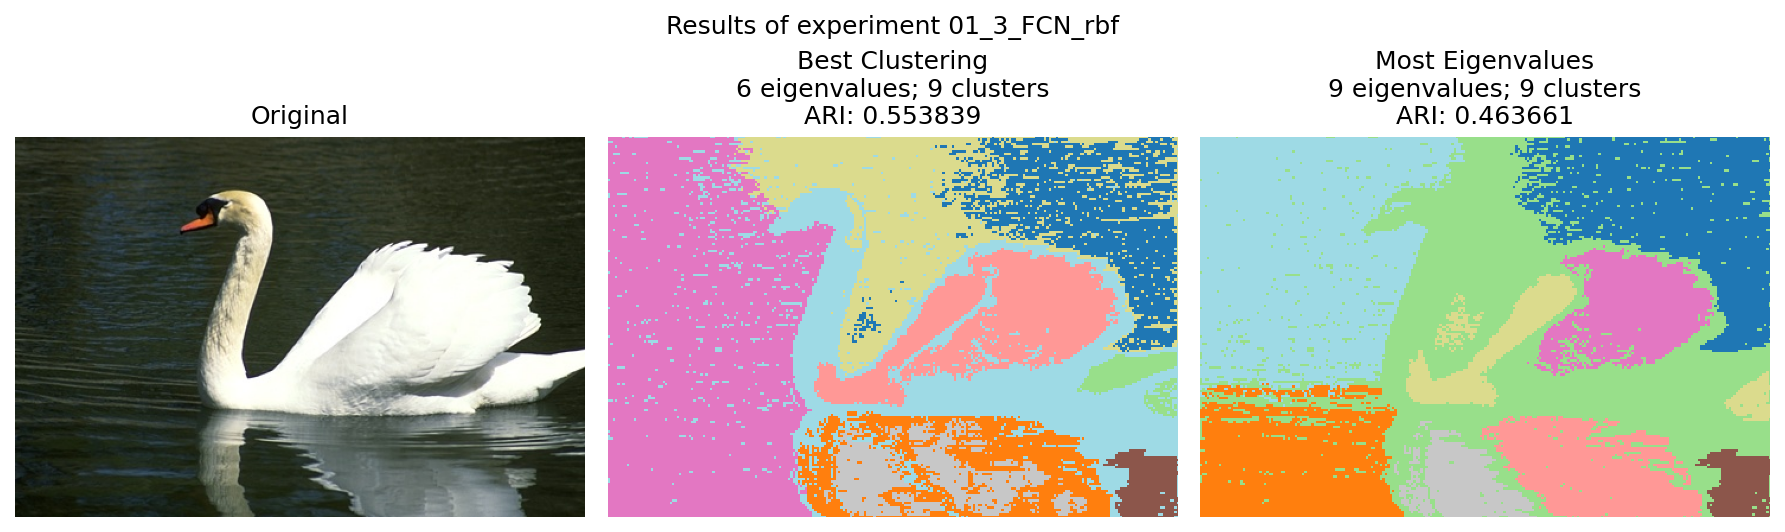 Results of experiment 01_3_FCN_rbf
Original
Best Clustering
6 eigenvalues; 9 clusters
ARI: 0.553839
Most Eigenvalues
9 eigenvalues; 9 clusters
ARI: 0.463661